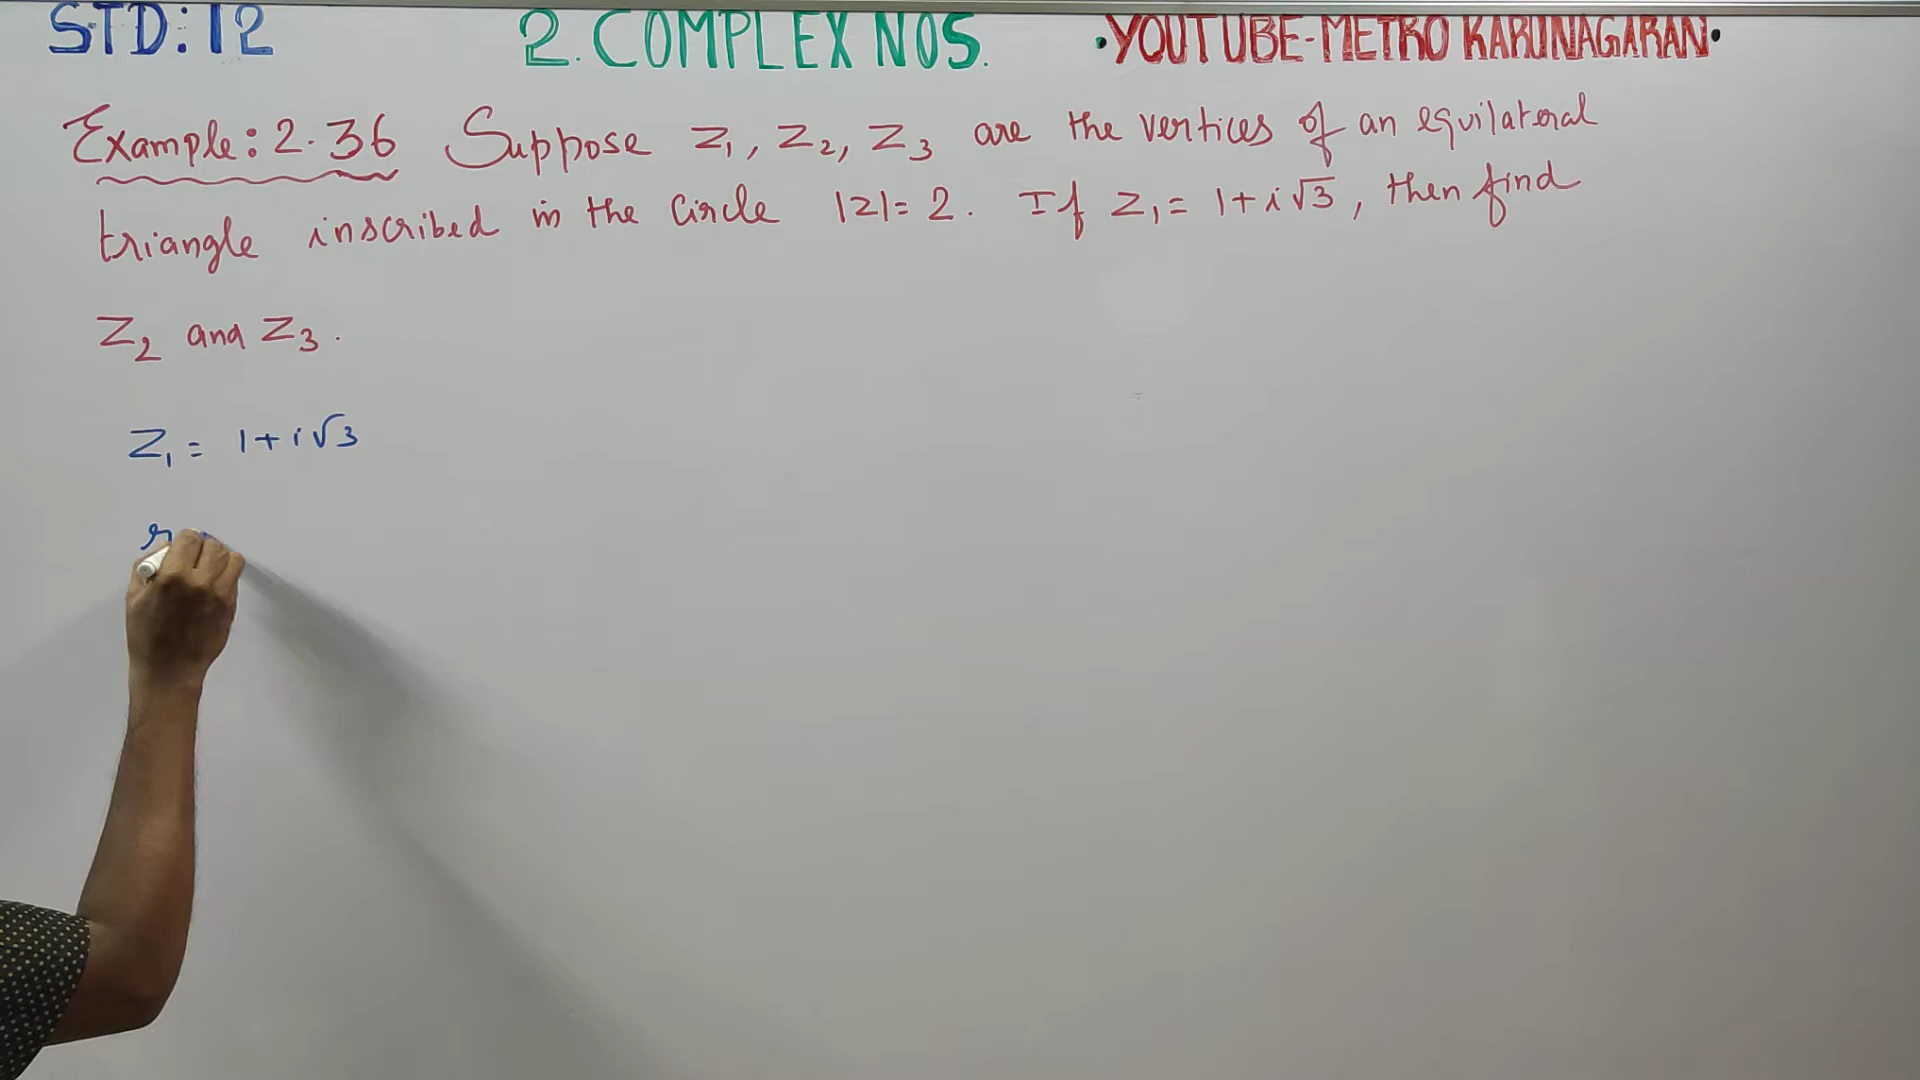 STD: 12 2. COMPLEX NOS. •YOUTUBE-METRO KARUNAGARAN•
Example: 2.36 Suppose z₁, z₂, z₃ are the vertices of an equilateral
triangle inscribed in the circle |z| = 2. If z₁ = 1+i√3, then find
z₂ and z₃.
z₁ = 1+i√3
r